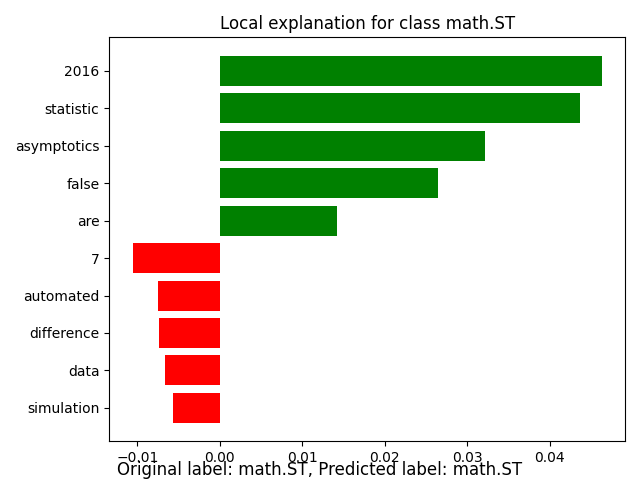 Local explanation for class math.ST
2016
statistic
asymptotics
false
are
7
automated
difference
data
simulation
−0.01 0.00 0.01 0.02 0.03 0.04
Original label: math.ST, Predicted label: math.ST